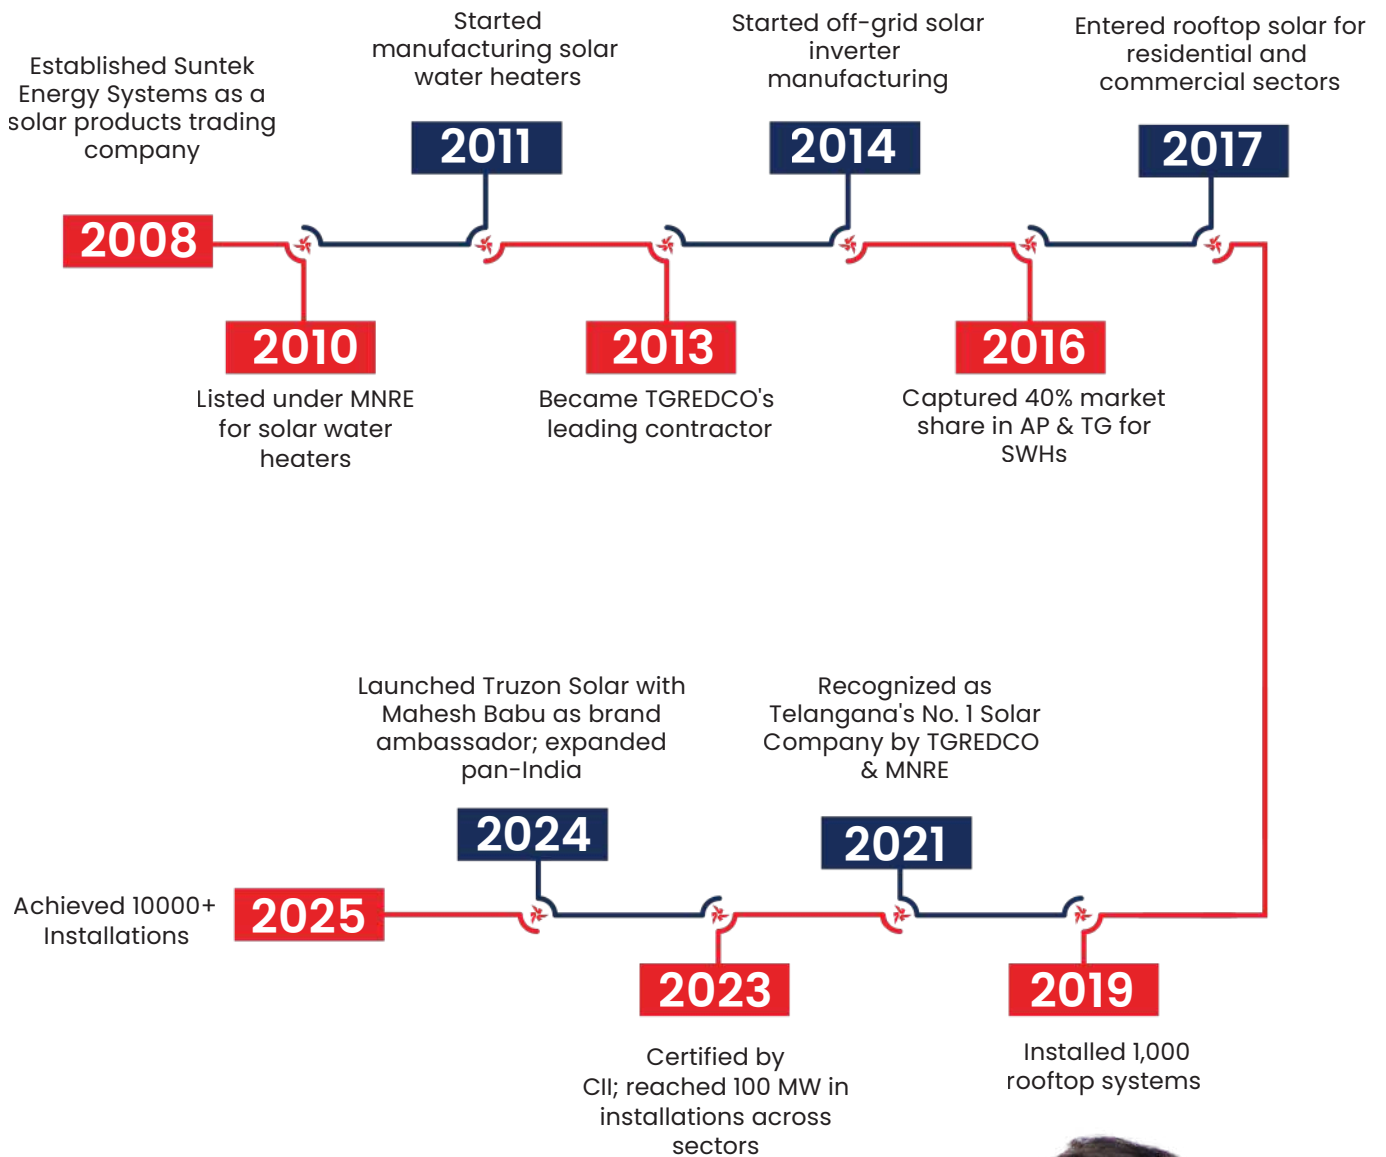 Established Suntek
Energy Systems as a
solar products trading
company
2008
2010
Listed under MNRE
for solar water
heaters
Started
manufacturing solar
water heaters
2011
2013
Became TGREDCO's
leading contractor
Started off-grid solar
inverter
manufacturing
2014
2016
Captured 40% market
share in AP & TG for
SWHs
Entered rooftop solar for
residential and
commercial sectors
2017
2019
Installed 1,000
rooftop systems
Recognized as
Telangana's No. 1 Solar
Company by TGREDCO
& MNRE
2021
2023
Certified by
CII; reached 100 MW in
installations across
sectors
Launched Truzon Solar with
Mahesh Babu as brand
ambassador; expanded
pan-India
2024
Achieved 10000+
Installations
2025